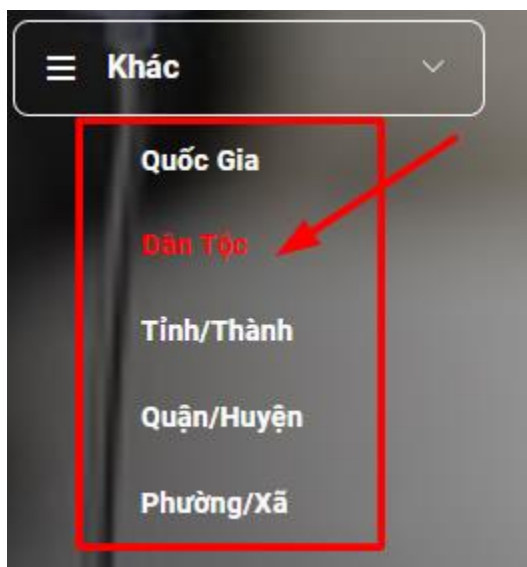 Khác
Quốc Gia
Dân Tộc
Tỉnh/Thành
Quận/Huyện
Phường/Xã